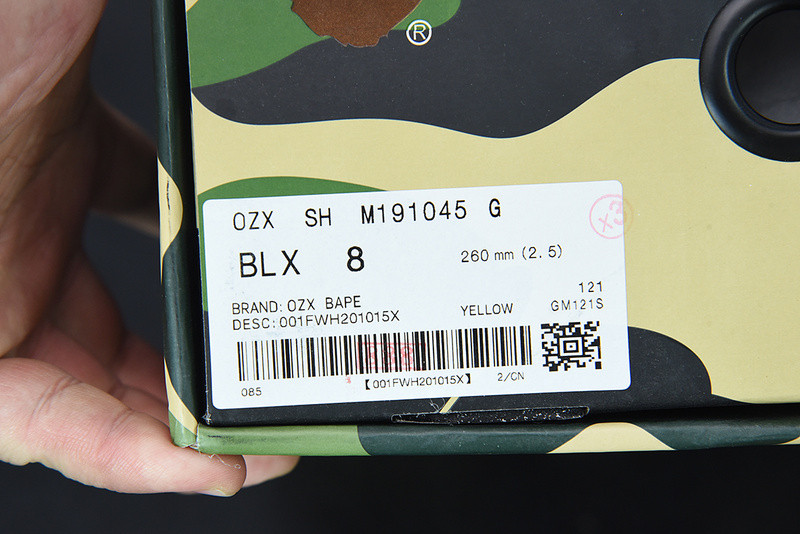 ®
OZX SH M191045 G
x3
BLX 8 260 mm (2.5)
121
BRAND: OZX BAPE YELLOW GM121S
DESC: 001FWH201015X
085 【001FWH201015X】 2/CN